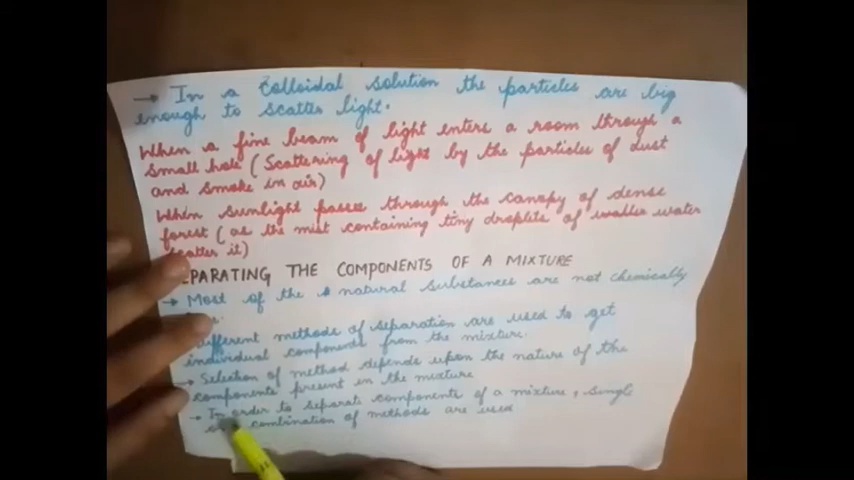 → In a colloidal solution the particles are big
enough to scatter light.
When a fine beam of light enters a room through a
small hole (Scattering of light by the particles of dust
and smoke in air)
When sunlight passes through the canopy of dense
forest (as the mist containing tiny droplets of water
scatter it)
SEPARATING THE COMPONENTS OF A MIXTURE
→ Most of the natural substances are not chemically
Different methods of separation are used to get
individual components from the mixture.
→ Selection of method depends upon the nature of the
components present in the mixture
→ In order to separate components of a mixture, single
or combination of methods are used